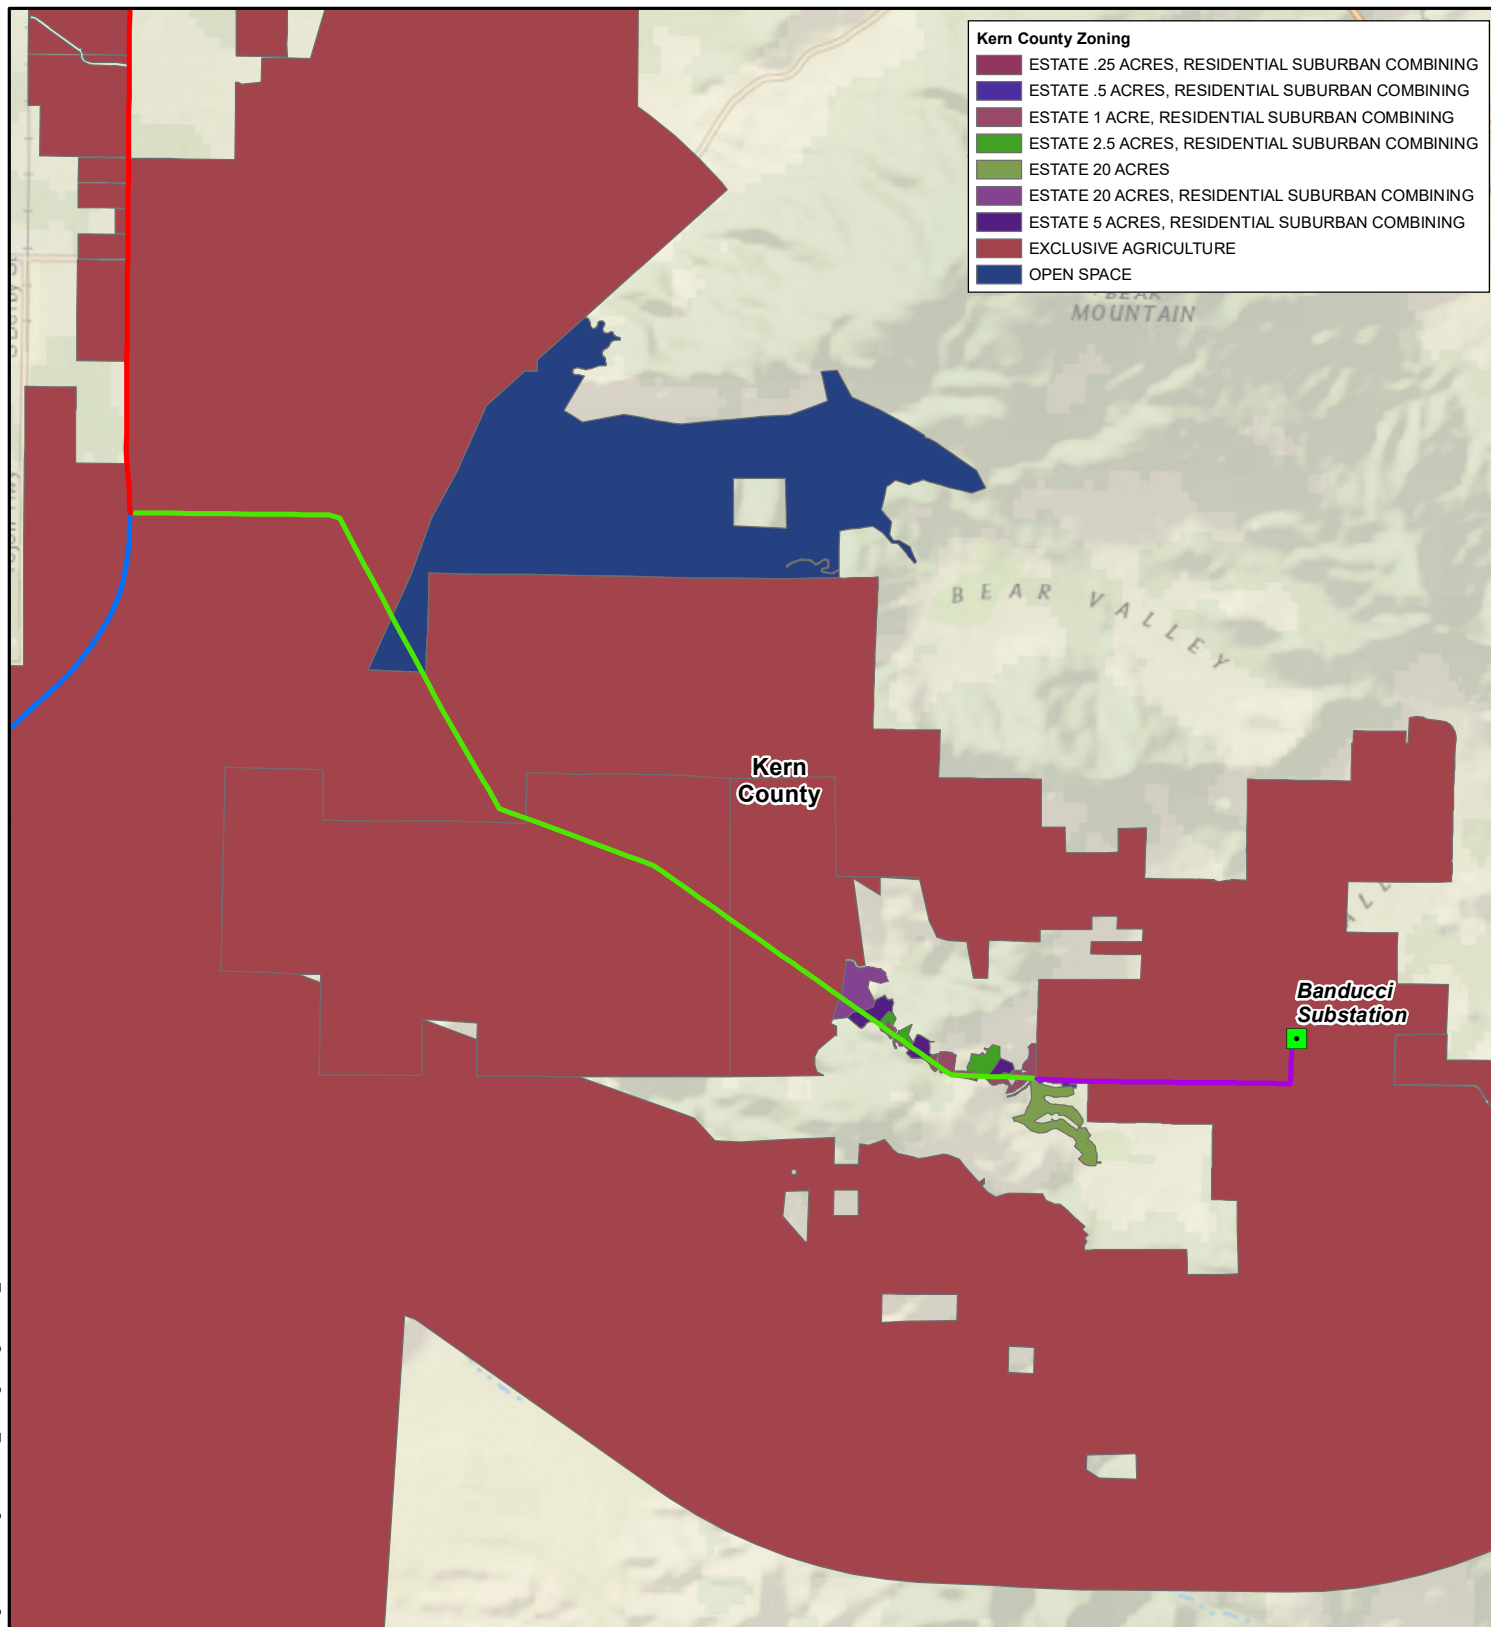 Kern County Zoning
ESTATE .25 ACRES, RESIDENTIAL SUBURBAN COMBINING
ESTATE .5 ACRES, RESIDENTIAL SUBURBAN COMBINING
ESTATE 1 ACRE, RESIDENTIAL SUBURBAN COMBINING
ESTATE 2.5 ACRES, RESIDENTIAL SUBURBAN COMBINING
ESTATE 20 ACRES
ESTATE 20 ACRES, RESIDENTIAL SUBURBAN COMBINING
ESTATE 5 ACRES, RESIDENTIAL SUBURBAN COMBINING
EXCLUSIVE AGRICULTURE
OPEN SPACE
BEAR
MOUNTAIN
BEAR VALLEY
Kern
County
Banducci
Substation